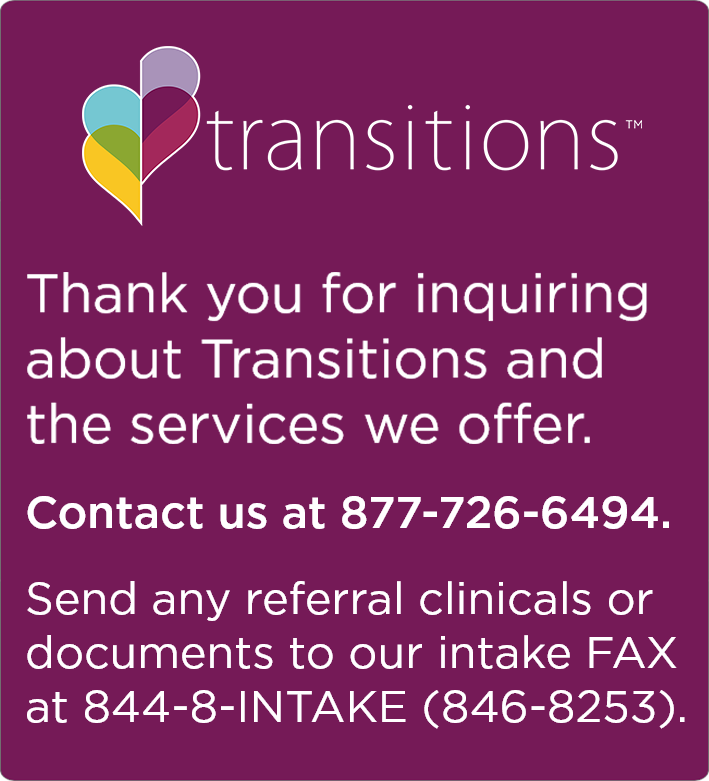 transitions™
Thank you for inquiring
about Transitions and
the services we offer.
Contact us at 877-726-6494.
Send any referral clinicals or
documents to our intake FAX
at 844-8-INTAKE (846-8253).